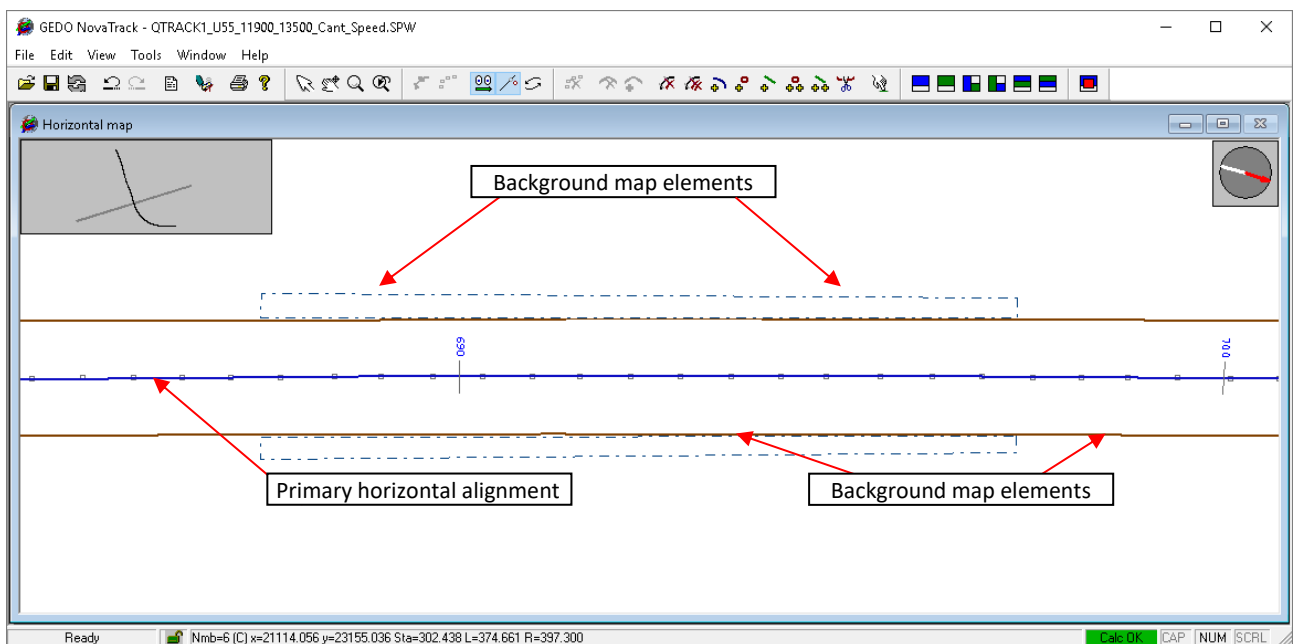 GEDO NovaTrack - QTRACK1_U55_11900_13500_Cant_Speed.SPW
File Edit View Tools Window Help
Horizontal map
Background map elements
690
700
Primary horizontal alignment
Background map elements
Ready
Nmb=6 (C) x=21114.056 y=23155.036 Sta=302.438 L=374.661 R=397.300
Calc OK CAP NUM SCRL